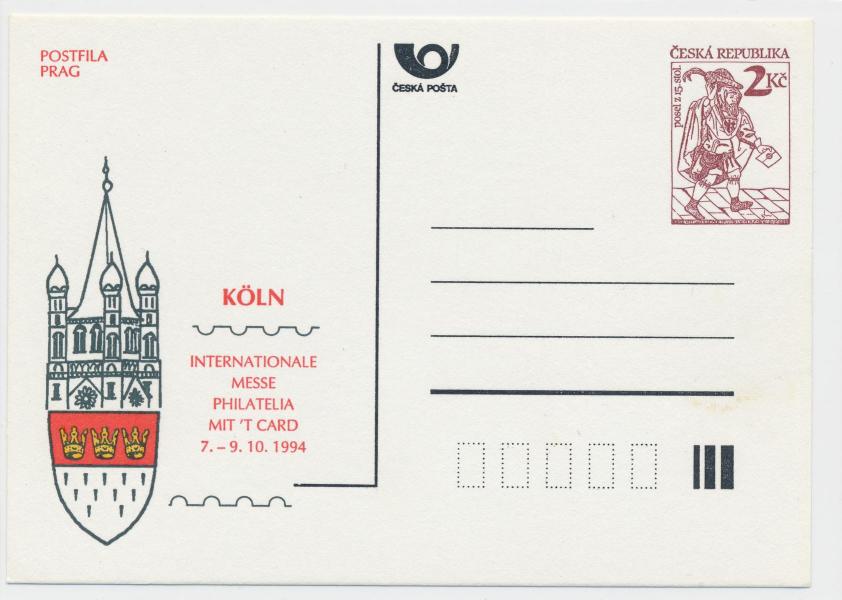 POSTFILA
PRAG
KÖLN
INTERNATIONALE
MESSE
PHILATELIA
MIT 'T CARD
7. – 9. 10. 1994
ČESKÁ POŠTA
ČESKÁ REPUBLIKA
2Kč
posel z 15. stol.